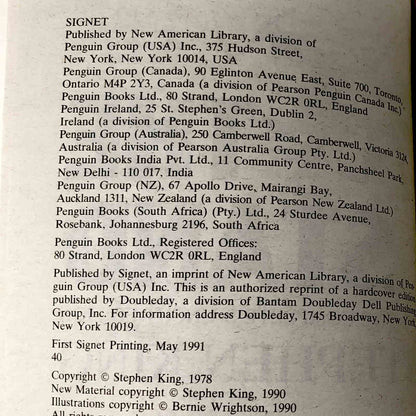 SIGNET
Published by New American Library, a division of
Penguin Group (USA) Inc., 375 Hudson Street,
New York, New York 10014, USA
Penguin Group (Canada), 90 Eglinton Avenue East, Suite 700, Toronto,
Ontario M4P 2Y3, Canada (a division of Pearson Penguin Canada Inc.)
Penguin Books Ltd., 80 Strand, London WC2R 0RL, England
Penguin Ireland, 25 St. Stephen's Green, Dublin 2,
Ireland (a division of Penguin Books Ltd.)
Penguin Group (Australia), 250 Camberwell Road, Camberwell, Victoria 3124,
Australia (a division of Pearson Australia Group Pty. Ltd.)
Penguin Books India Pvt. Ltd., 11 Community Centre, Panchsheel Park,
New Delhi - 110 017, India
Penguin Group (NZ), 67 Apollo Drive, Mairangi Bay,
Auckland 1311, New Zealand (a division of Pearson New Zealand Ltd.)
Penguin Books (South Africa) (Pty.) Ltd., 24 Sturdee Avenue,
Rosebank, Johannesburg 2196, South Africa
Penguin Books Ltd., Registered Offices:
80 Strand, London WC2R 0RL, England
Published by Signet, an imprint of New American Library, a division of Pen-
guin Group (USA) Inc. This is an authorized reprint of a hardcover edition
published by Doubleday, a division of Bantam Doubleday Dell Publishing
Group, Inc. For information address Doubleday, 1745 Broadway, New York,
New York 10019.
First Signet Printing, May 1991
40
Copyright © Stephen King, 1978
New Material copyright © Stephen King, 1990
Illustrations copyright © Bernie Wrightson, 1990
All rights